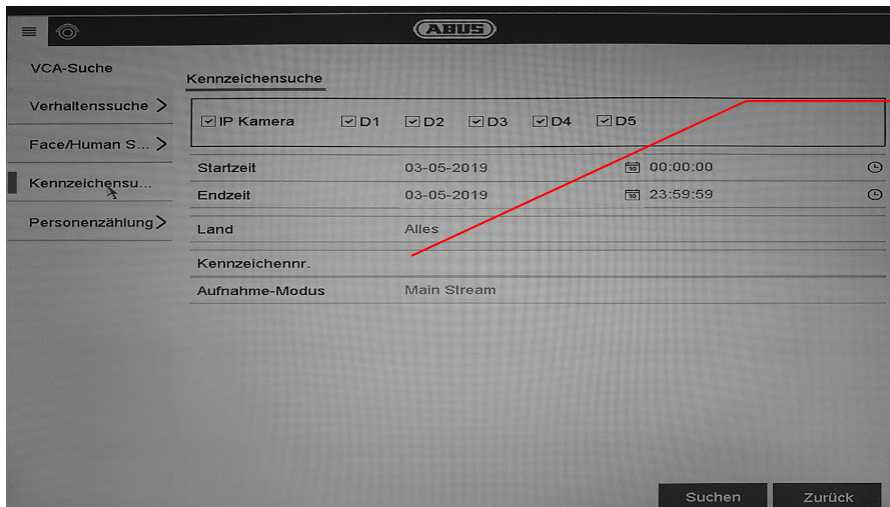 ABUS
VCA-Suche
Verhaltenssuche >
Face/Human S... >
Kennzeichensu...
Personenzählung >
Kennzeichensuche
IP Kamera D1 D2 D3 D4 D5
Startzeit 03-05-2019 00:00:00
Endzeit 03-05-2019 23:59:59
Land Alles
Kennzeichennr.
Aufnahme-Modus Main Stream
Suchen Zurück